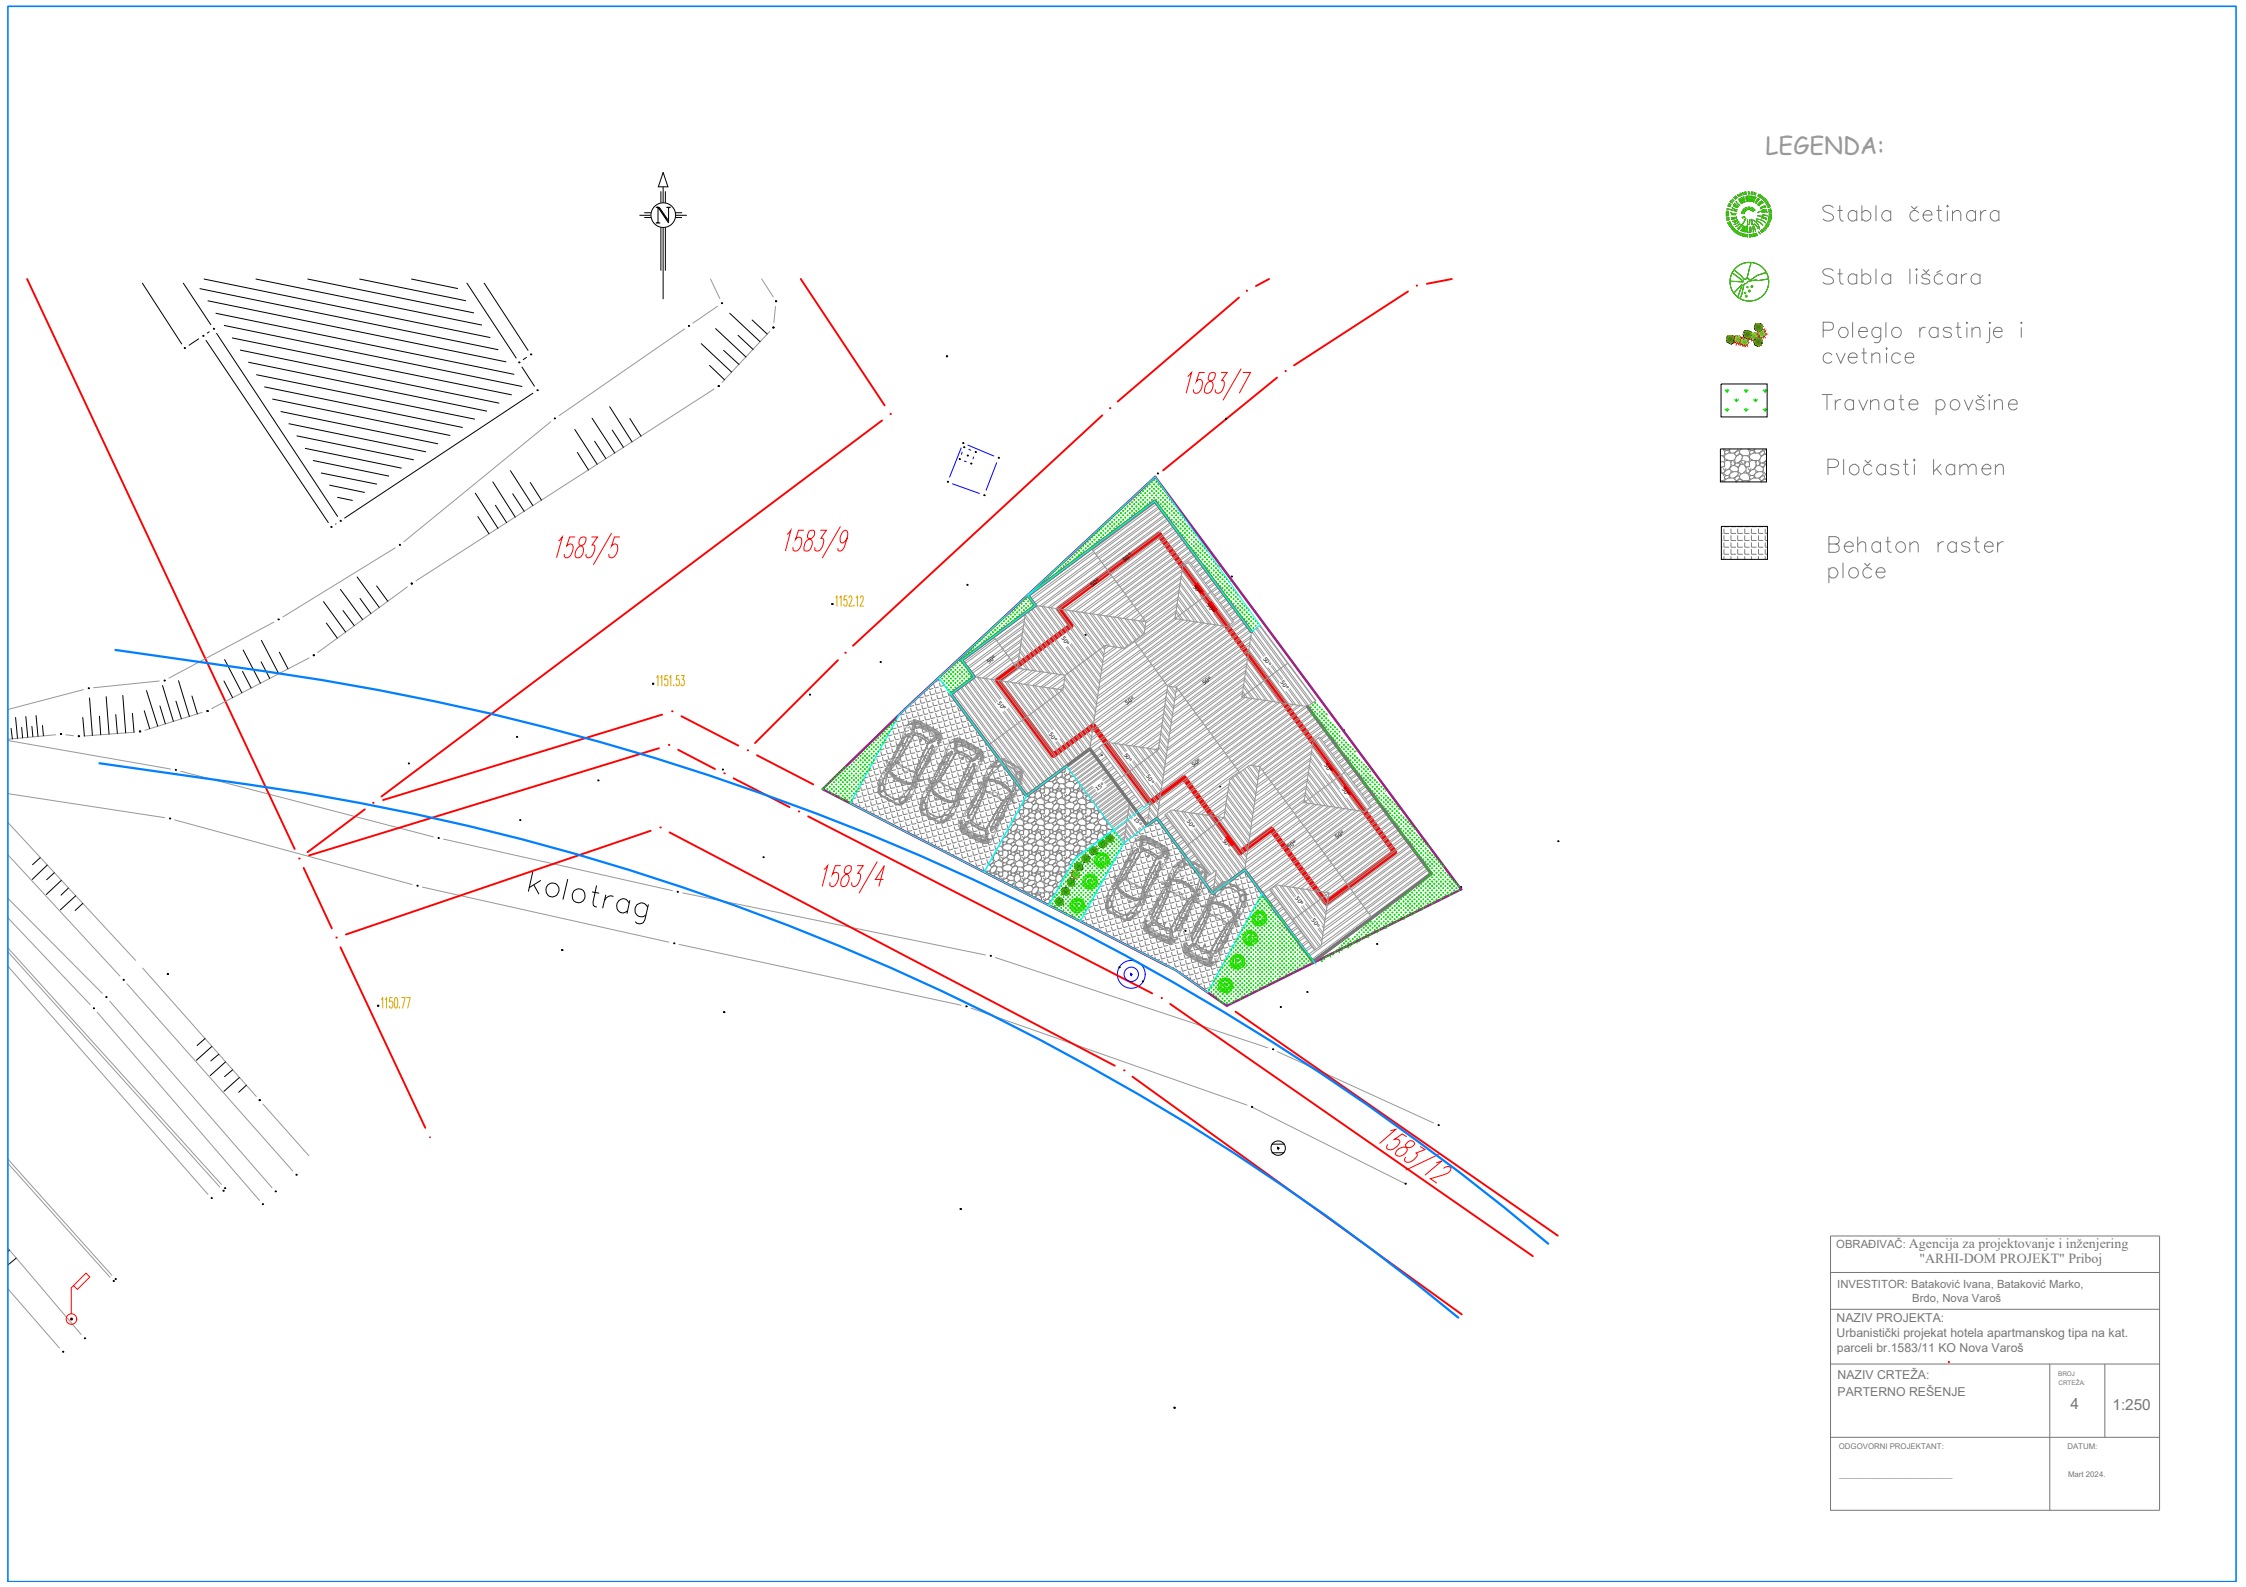 LEGENDA:
Stabla četinara
Stabla lišćara
Poleglo rastinje i
cvetnice
Travnate povšine
Pločasti kamen
Behaton raster
ploče
N
1583/7
1583/5
1583/9
1152.12
1151.53
1583/4
kolotrag
1150.77
1583/12
OBRAĐIVAČ: Agencija za projektovanje i inženjering
"ARHI-DOM PROJEKT" Priboj
INVESTITOR: Bataković Ivana, Bataković Marko,
Brdo, Nova Varoš
NAZIV PROJEKTA:
Urbanistički projekat hotela apartmanskog tipa na kat.
parceli br.1583/11 KO Nova Varoš
NAZIV CRTEŽA:
PARTERNO REŠENJE
BROJ
CRTEŽA:
4
1:250
ODGOVORNI PROJEKTANT:
DATUM:
Mart 2024.